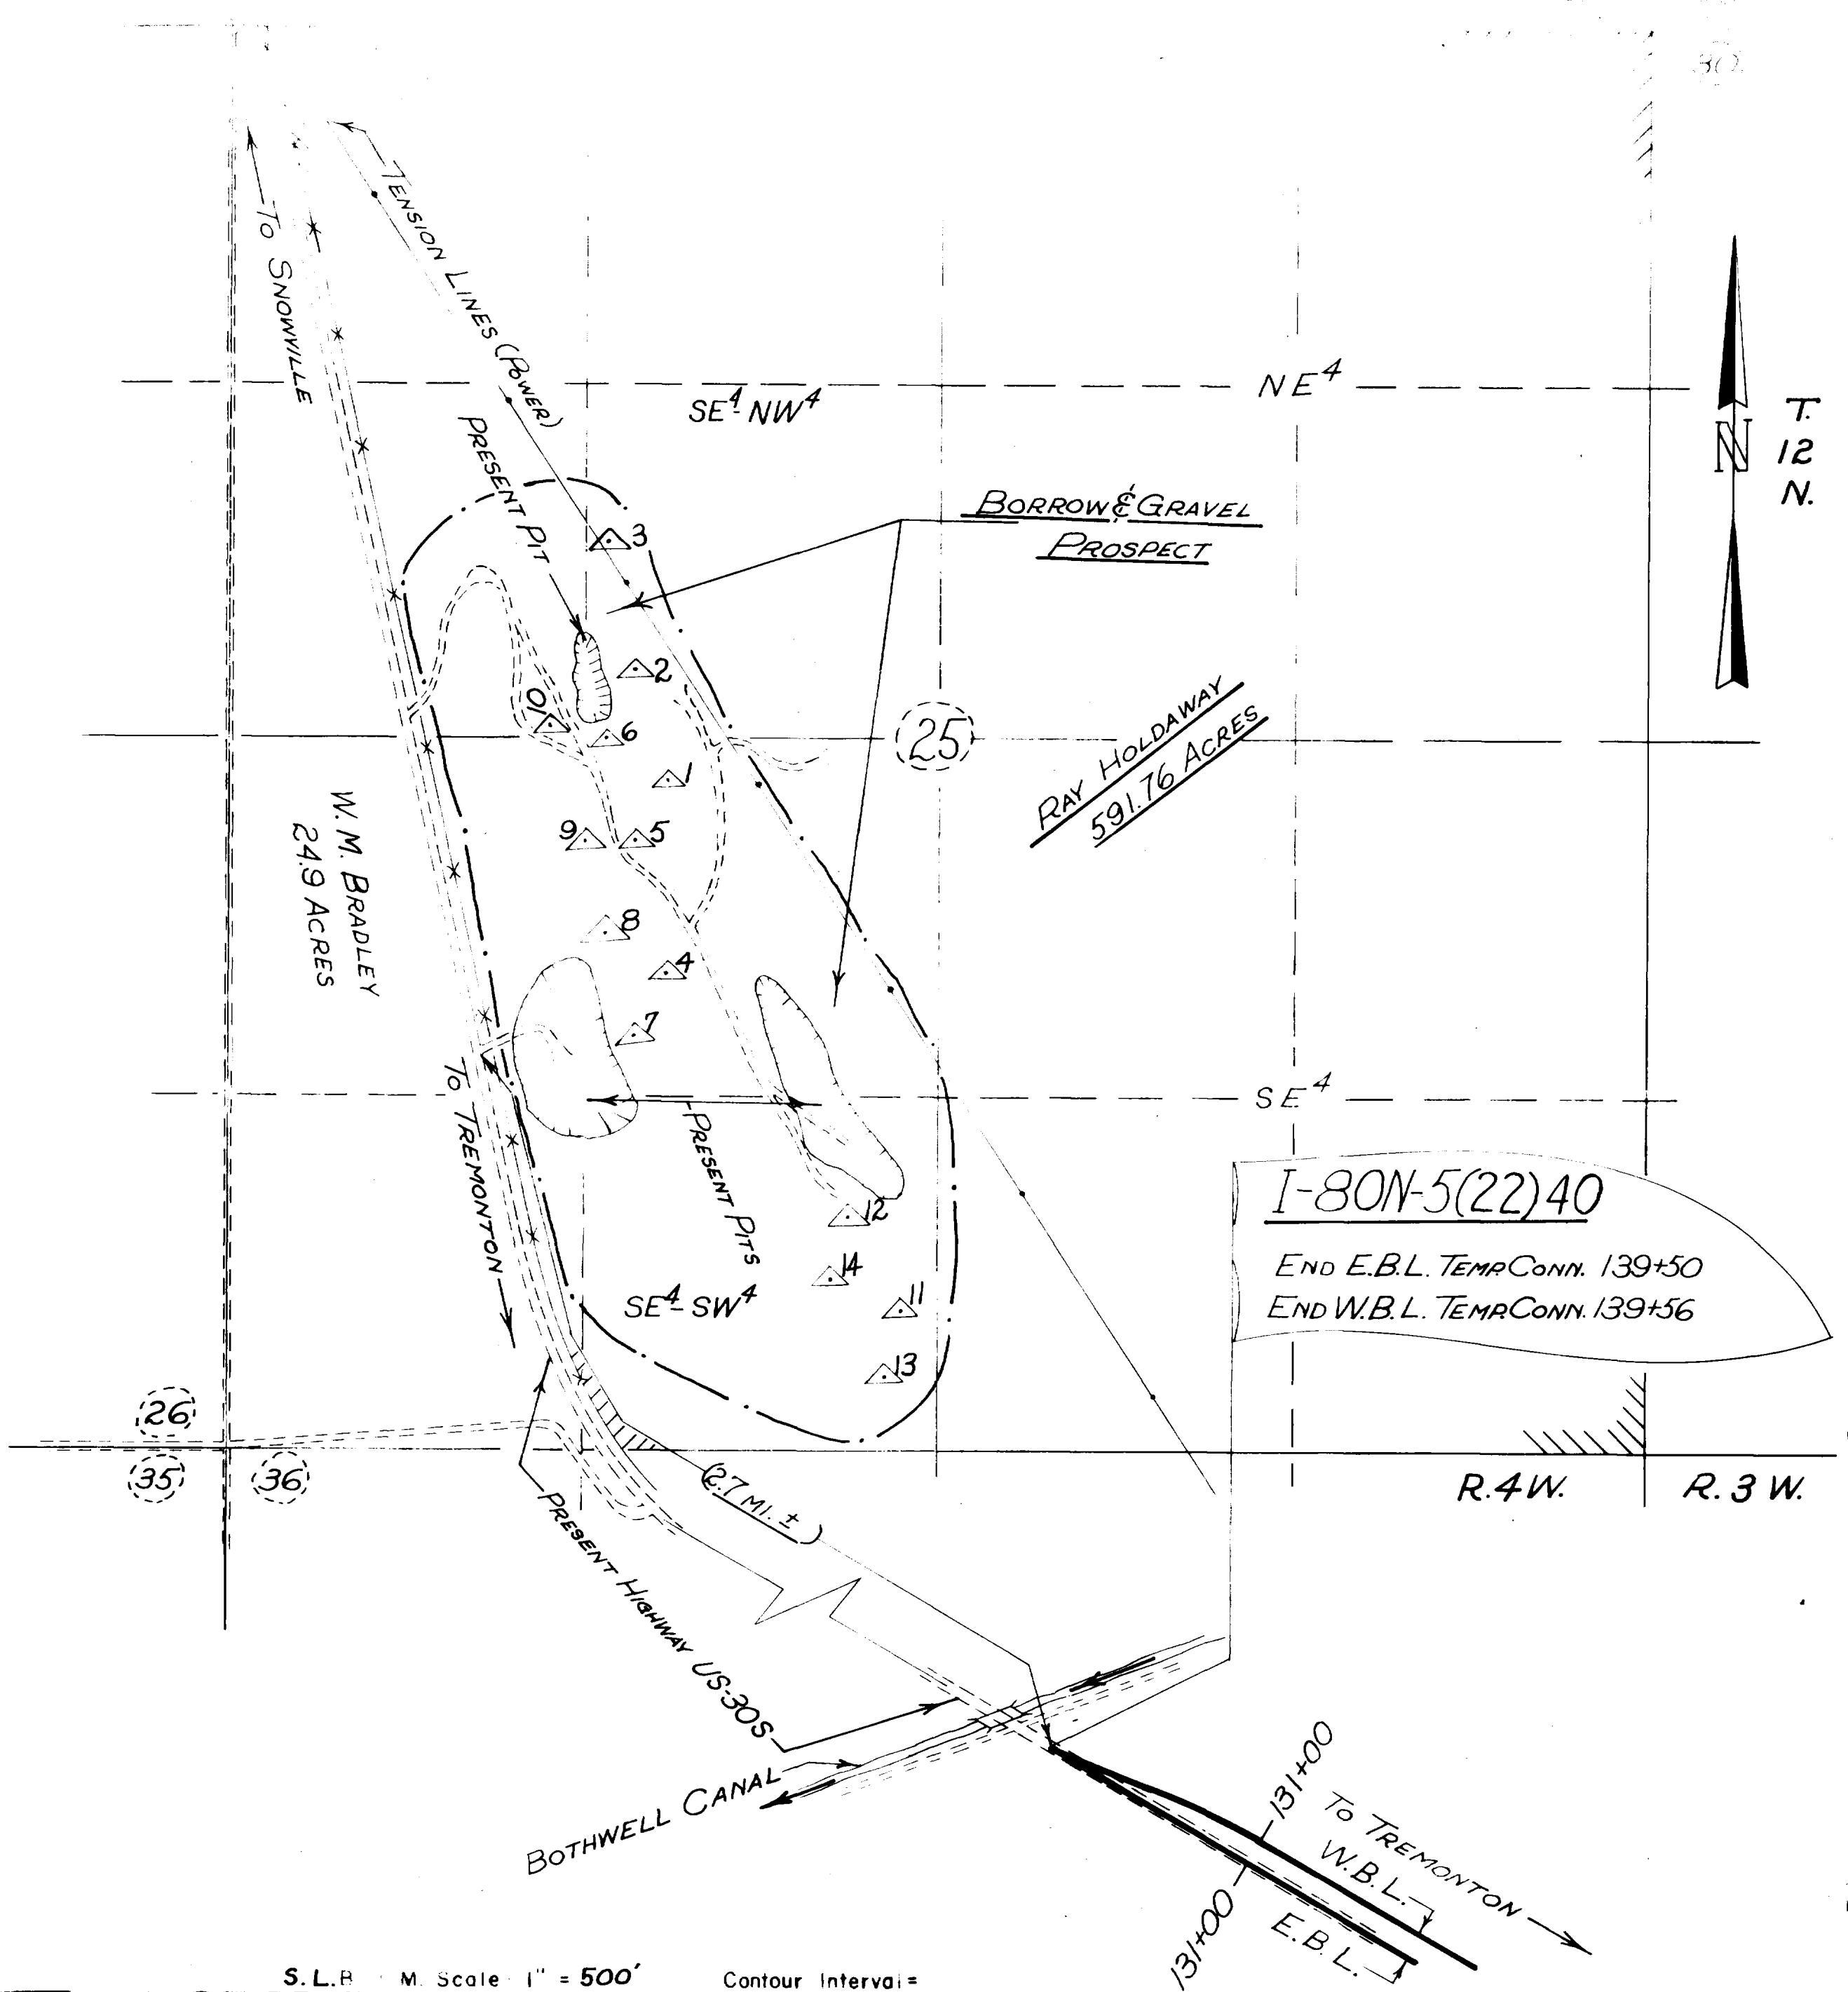 30
TENSION LINES (POWER)
TO SNOWVILLE
NE4
SE4-NW4
T.
12
N.
N
PRESENT PIT
BORROW & GRAVEL
PROSPECT
3
2
10
6
25
1
RAY HOLDAWAY
591.76 ACRES
9
5
W. M. BRADLEY
24.9 ACRES
8
4
7
TO TREMONTON
SE4
PRESENT PITS
I-80N-5(22)40
END E.B.L. TEMP. CONN. 139+50
END W.B.L. TEMP. CONN. 139+56
12
14
SE4-SW4
11
13
26
35
36
R. 4 W.
R. 3 W.
(2.7 MI. ±)
PRESENT HIGHWAY US-30S
BOTHWELL CANAL
131+00
TO TREMONTON
W.B.L.
131+00
E.B.L.
S. L. B M. Scale 1" = 500' Contour Interval =